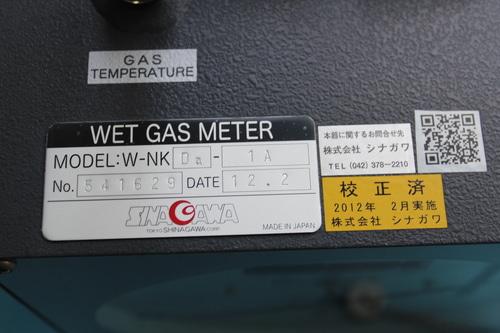 GAS
TEMPERATURE
WET GAS METER
MODEL:W-NK Da - 1A
No. 541629 DATE 12.2
SINAGAWA
TOKYO SHINAGAWA CORP.
MADE IN JAPAN
本器に関するお問合せ先
株式会社 シナガワ
TEL (042) 378-2210
校正済
2012年 2月実施
株式会社 シナガワ